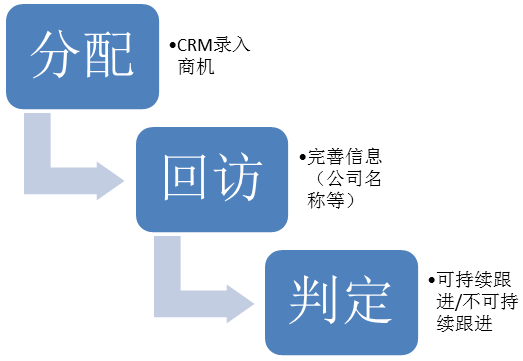 分配
•CRM录入
商机
回访
•完善信息
（公司名
称等）
判定
•可持续跟
进/不可持
续跟进